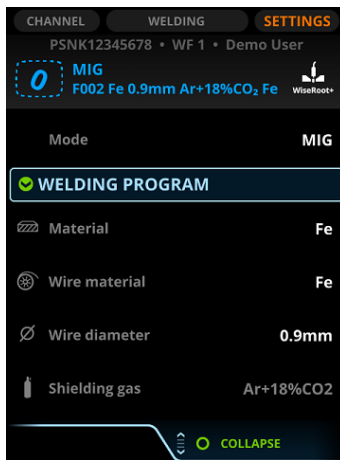 CHANNEL WELDING SETTINGS
PSNK12345678 • WF 1 • Demo User
0 MIG
F002 Fe 0.9mm Ar+18%CO₂ Fe
WiseRoot+
Mode MIG
WELDING PROGRAM
Material Fe
Wire material Fe
Wire diameter 0.9mm
Shielding gas Ar+18%CO2
COLLAPSE